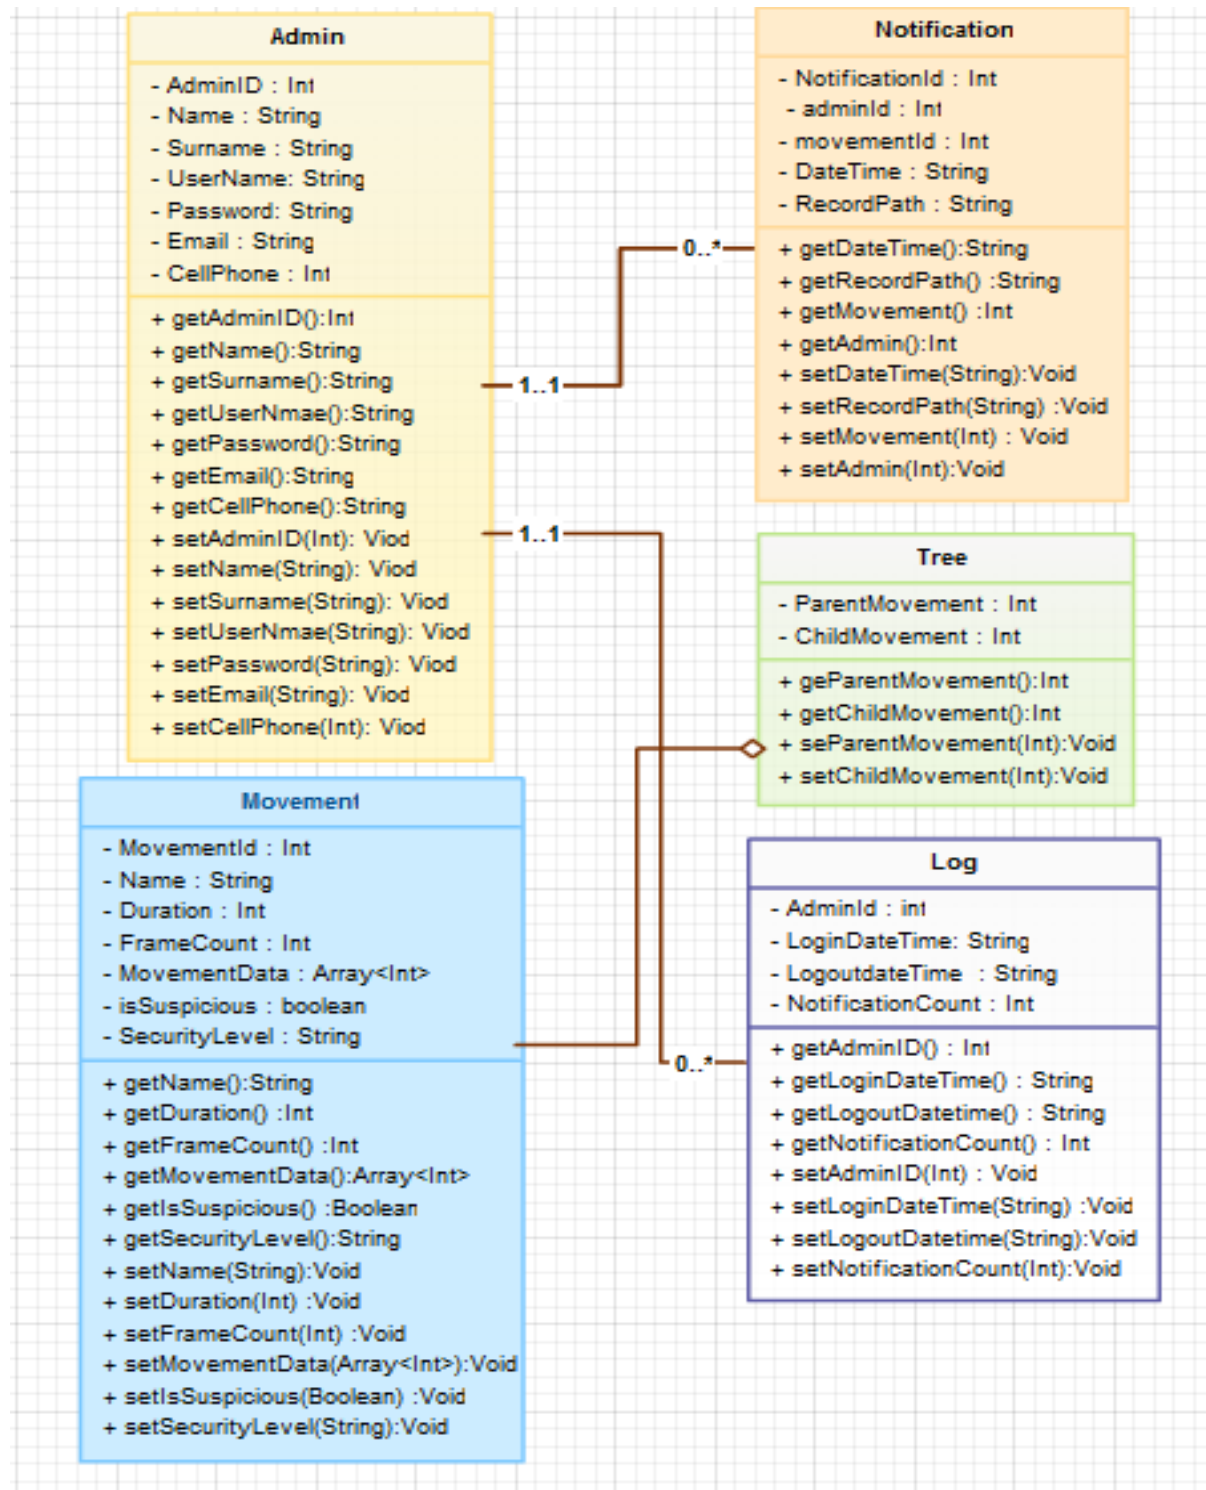 Admin
- AdminID : Int
- Name : String
- Surname : String
- UserName: String
- Password: String
- Email : String
- CellPhone : Int
+ getAdminID():Int
+ getName():String
+ getSurname():String
+ getUserNmae():String
+ getPassword():String
+ getEmail():String
+ getCellPhone():String
+ setAdminID(Int): Viod
+ setName(String): Viod
+ setSurname(String): Viod
+ setUserNmae(String): Viod
+ setPassword(String): Viod
+ setEmail(String): Viod
+ setCellPhone(Int): Viod
1..1
0..*
1..1
0..*
Notification
- NotificationId : Int
- adminId : Int
- movementId : Int
- DateTime : String
- RecordPath : String
+ getDateTime():String
+ getRecordPath() :String
+ getMovement() :Int
+ getAdmin():Int
+ setDateTime(String):Void
+ setRecordPath(String) :Void
+ setMovement(Int) : Void
+ setAdmin(Int):Void
Tree
- ParentMovement : Int
- ChildMovement : Int
+ geParentMovement():Int
+ getChildMovement():Int
+ seParentMovement(Int):Void
+ setChildMovement(Int):Void
Movement
- MovementId : Int
- Name : String
- Duration : Int
- FrameCount : Int
- MovementData : Array<Int>
- isSuspicious : boolean
- SecurityLevel : String
+ getName():String
+ getDuration() :Int
+ getFrameCount() :Int
+ getMovementData():Array<Int>
+ getIsSuspicious() :Boolean
+ getSecurityLevel():String
+ setName(String):Void
+ setDuration(Int) :Void
+ setFrameCount(Int) :Void
+ setMovementData(Array<Int>):Void
+ setIsSuspicious(Boolean) :Void
+ setSecurityLevel(String):Void
Log
- AdminId : int
- LoginDateTime: String
- LogoutdateTime : String
- NotificationCount : Int
+ getAdminID() : Int
+ getLoginDateTime() : String
+ getLogoutDatetime() : String
+ getNotificationCount() : Int
+ setAdminID(Int) : Void
+ setLoginDateTime(String) :Void
+ setLogoutDatetime(String):Void
+ setNotificationCount(Int):Void